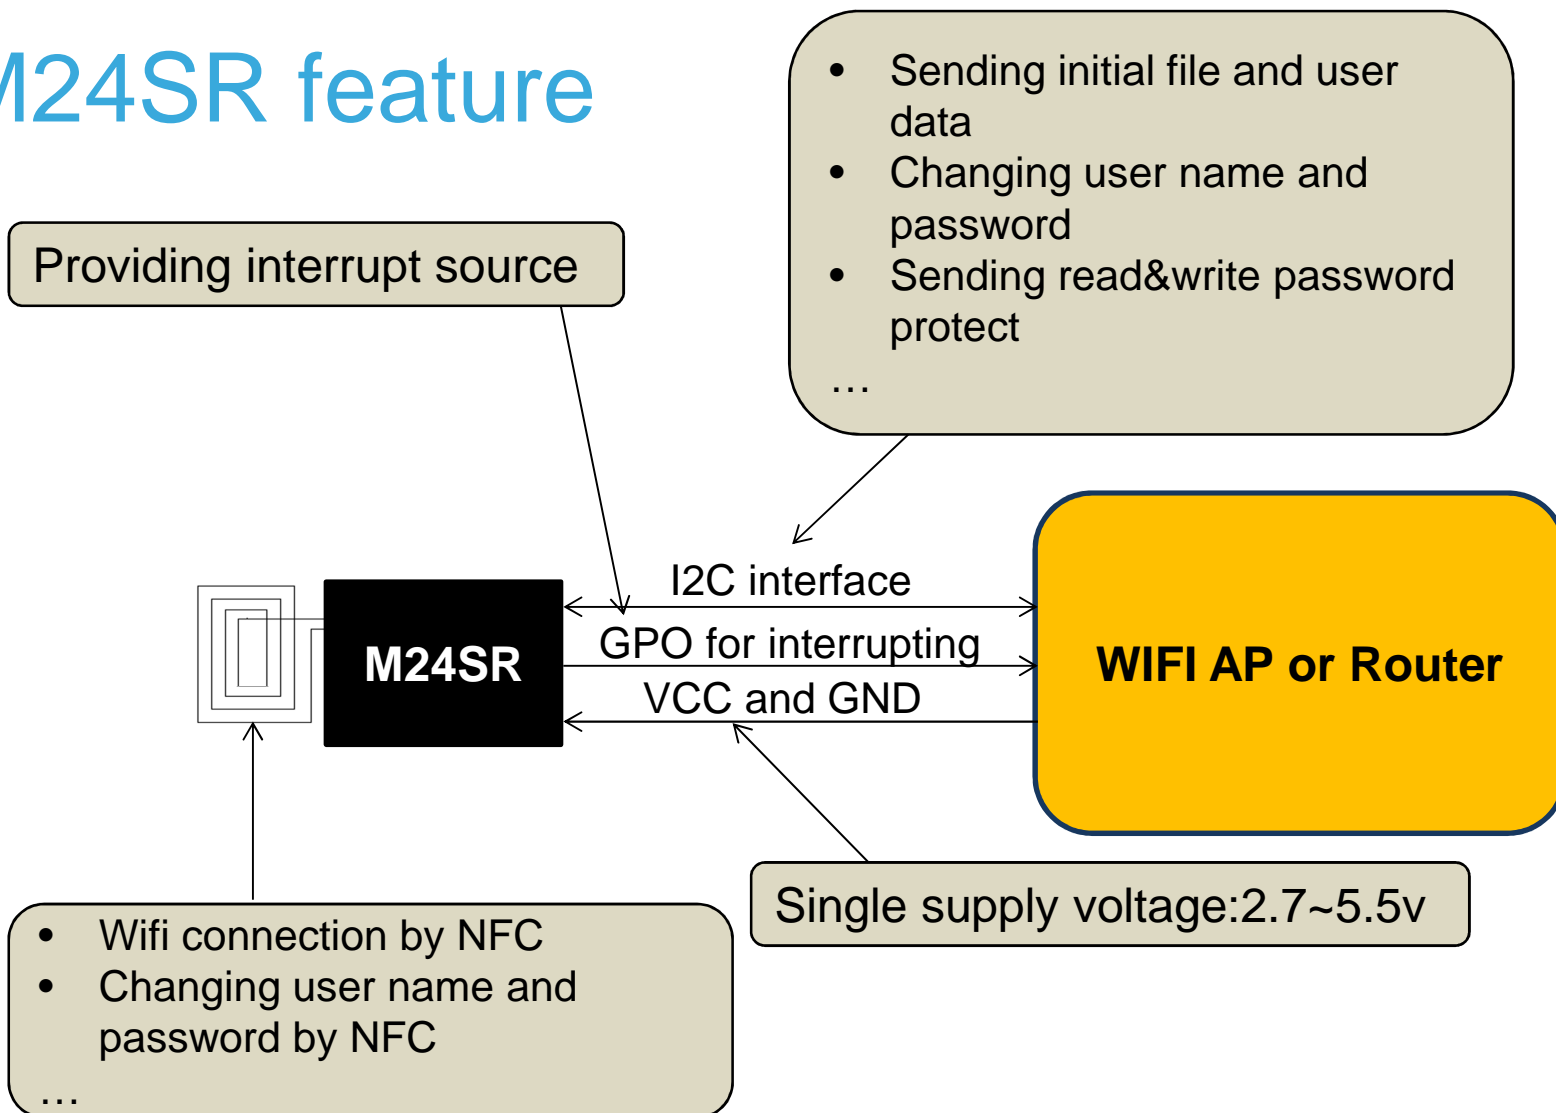 M24SR feature
• Sending initial file and user
data
• Changing user name and
password
• Sending read&write password
protect
…
Providing interrupt source
I2C interface
GPO for interrupting
VCC and GND
M24SR
WIFI AP or Router
Single supply voltage:2.7~5.5v
• Wifi connection by NFC
• Changing user name and
password by NFC
…